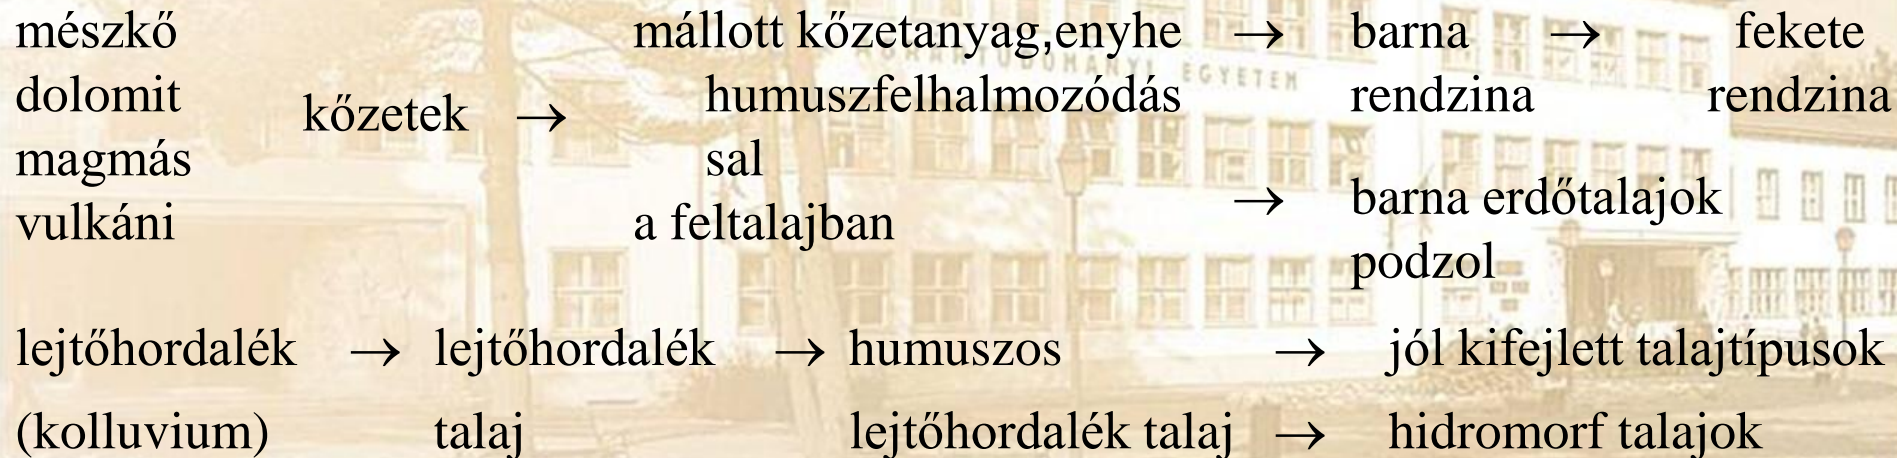 mészkő mállott kőzetanyag,enyhe → barna → fekete
dolomit humuszfelhalmozódás rendzina rendzina
kőzetek →
magmás sal
vulkáni a feltalajban → barna erdőtalajok
podzol
lejtőhordalék → lejtőhordalék → humuszos → jól kifejlett talajtípusok
(kolluvium) talaj lejtőhordalék talaj → hidromorf talajok
EGYETEM